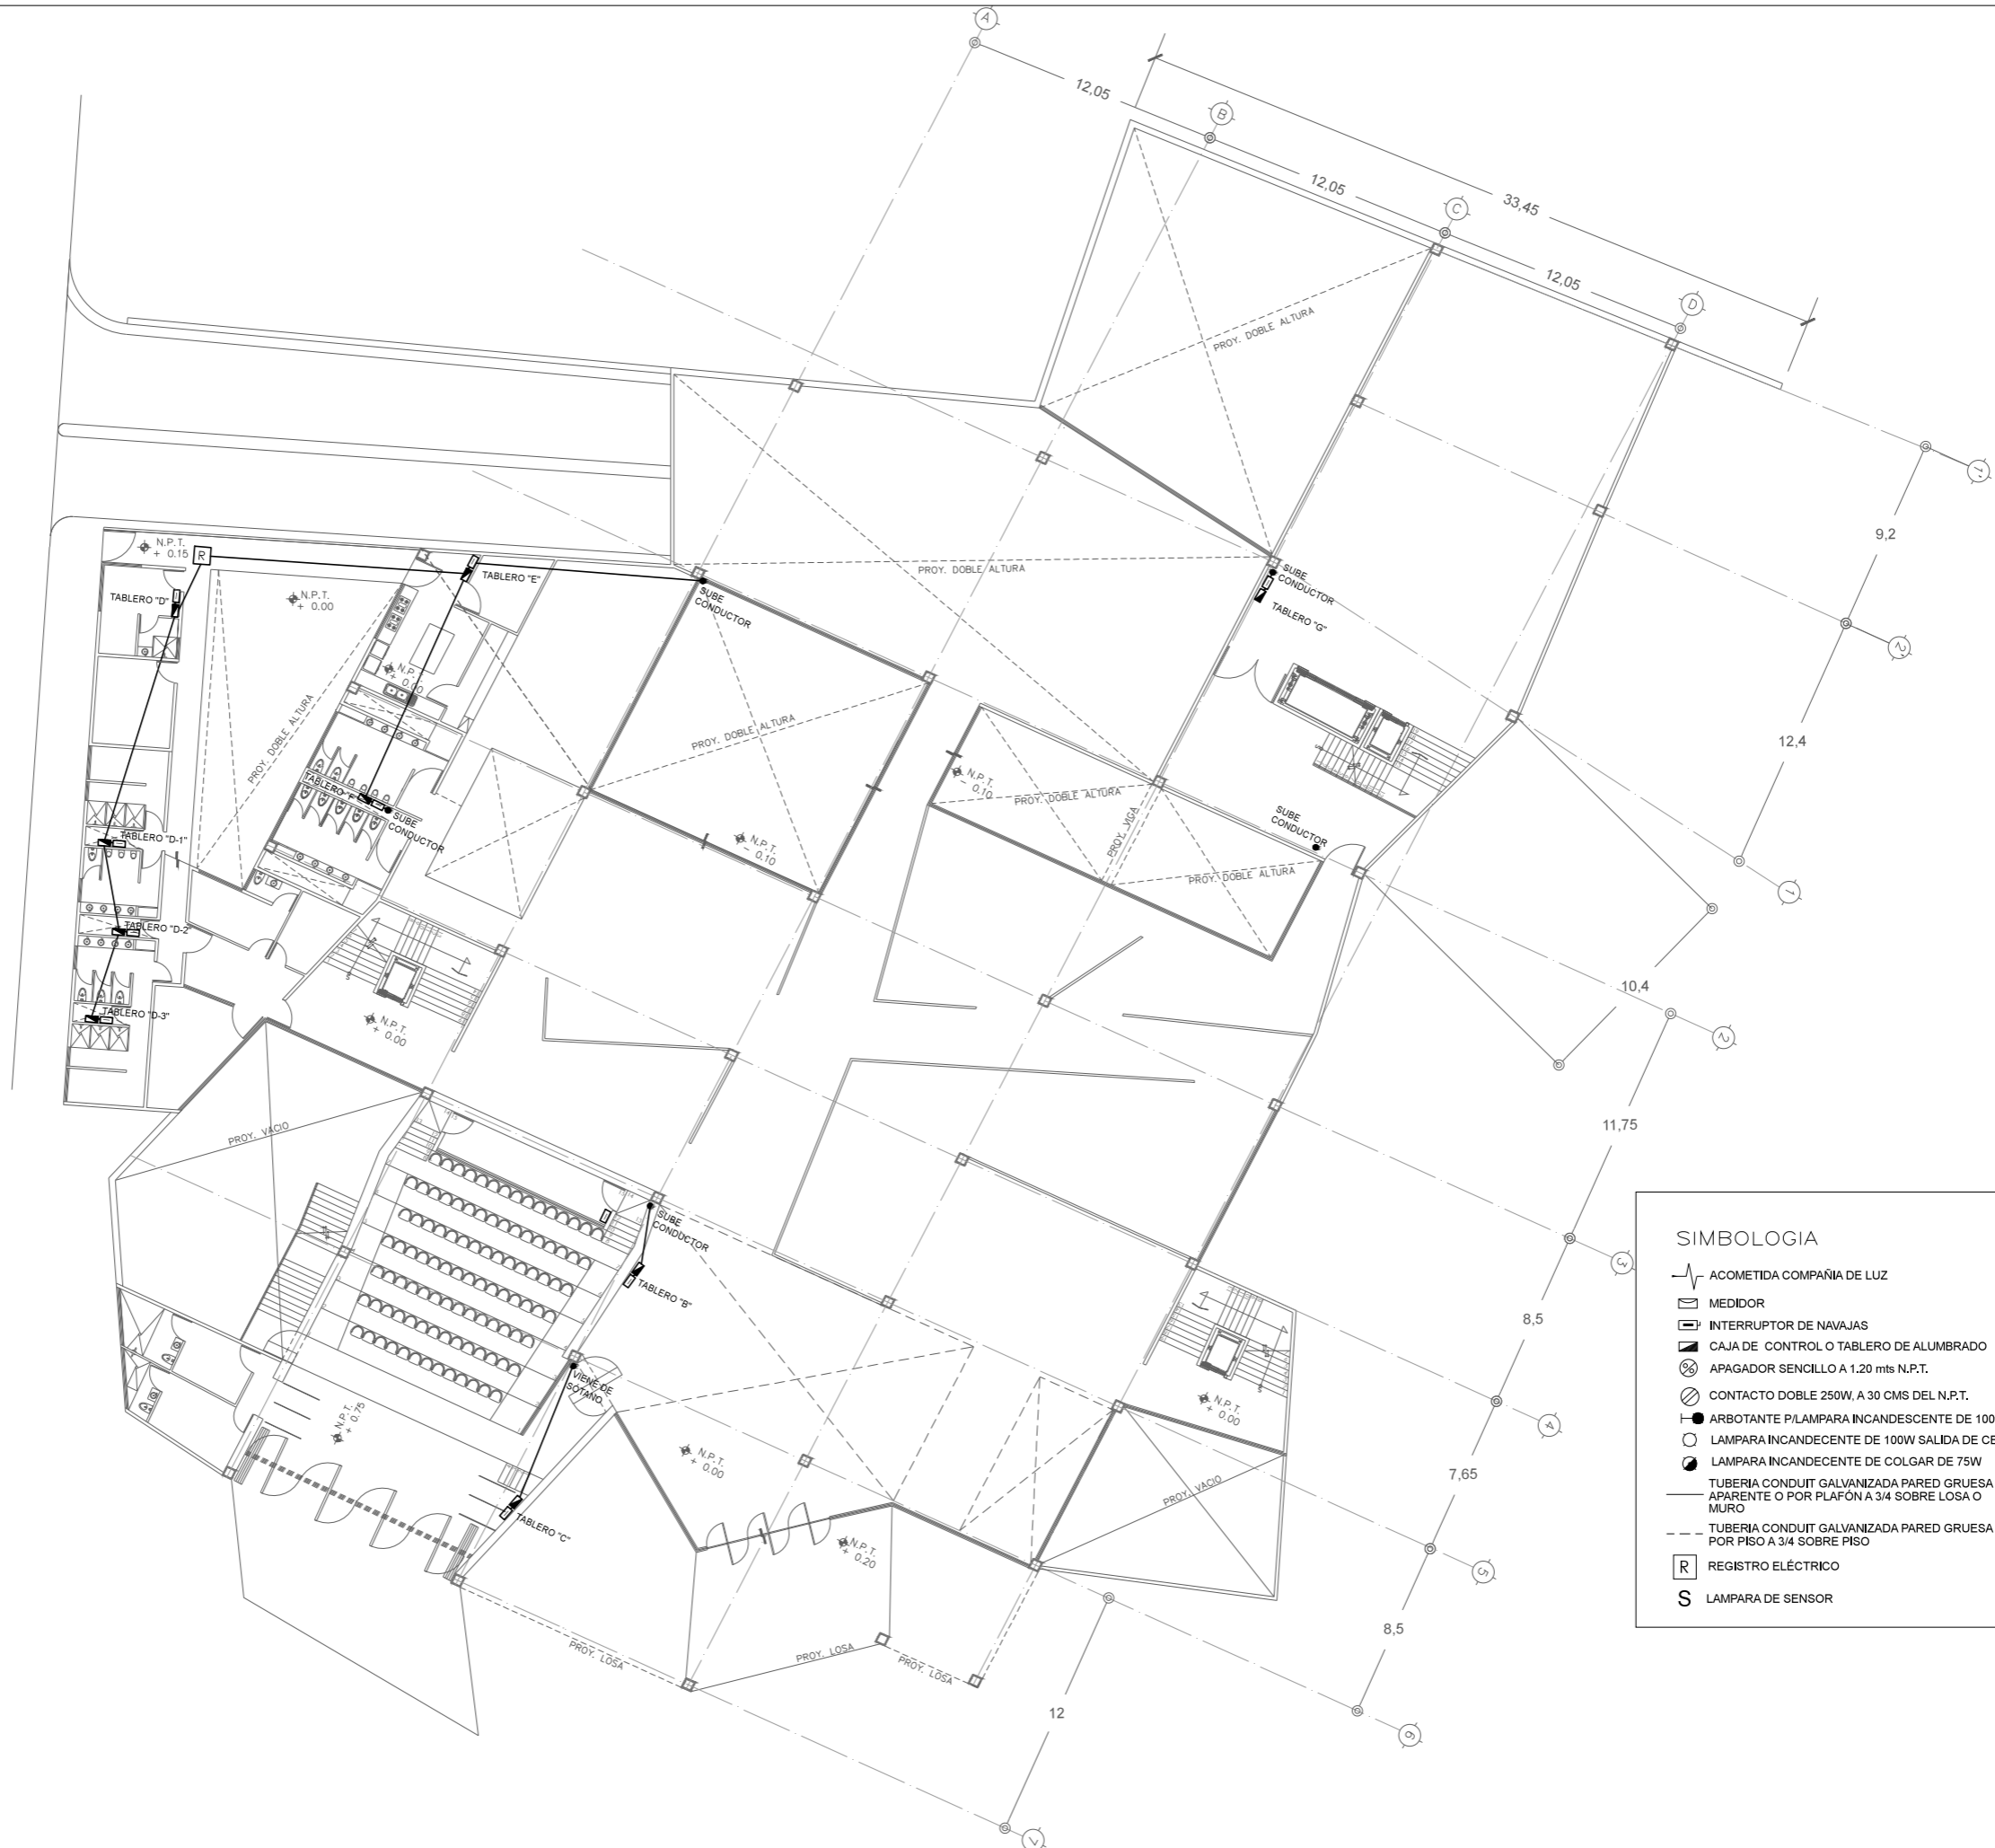 A
12,05
B
12,05
33,45
C
12,05
D
PROY. DOBLE ALTURA
1'
9,2
N.P.T.
+ 0.15
R
TABLERO "E"
PROY. DOBLE ALTURA
SUBE
CONDUCTOR
TABLERO "D"
N.P.T.
+ 0.00
SUBE
CONDUCTOR
TABLERO "G"
2'
N.P.T.
+ 0.00
PROY. DOBLE ALTURA
PROY. DOBLE ALTURA
12,4
N.P.T.
- 0.10
PROY. DOBLE ALTURA
SUBE
CONDUCTOR
SUBE
CONDUCTOR
PROY. VIGA
TABLERO "D-1"
N.P.T.
- 0.10
PROY. DOBLE ALTURA
1
TABLERO "D-2"
10,4
TABLERO "D-3"
N.P.T.
+ 0.00
2
PROY. VACIO
11,75
SUBE
CONDUCTOR
3
TABLERO "B"
8,5
VIENE DE
SÓTANO
N.P.T.
+ 0.75
N.P.T.
+ 0.00
4
N.P.T.
+ 0.00
7,65
PROY. VACIO
TABLERO "C"
N.P.T.
+ 0.20
5
8,5
PROY. LOSA
PROY. LOSA
PROY. LOSA
12
6
7
SIMBOLOGIA
ACOMETIDA COMPAÑIA DE LUZ
MEDIDOR
INTERRUPTOR DE NAVAJAS
CAJA DE CONTROL O TABLERO DE ALUMBRADO
APAGADOR SENCILLO A 1.20 mts N.P.T.
CONTACTO DOBLE 250W, A 30 CMS DEL N.P.T.
ARBOTANTE P/LAMPARA INCANDESCENTE DE 100
LAMPARA INCANDECENTE DE 100W SALIDA DE CE
LAMPARA INCANDECENTE DE COLGAR DE 75W
TUBERIA CONDUIT GALVANIZADA PARED GRUESA
APARENTE O POR PLAFÓN A 3/4 SOBRE LOSA O
MURO
TUBERIA CONDUIT GALVANIZADA PARED GRUESA
POR PISO A 3/4 SOBRE PISO
R REGISTRO ELÉCTRICO
S LAMPARA DE SENSOR